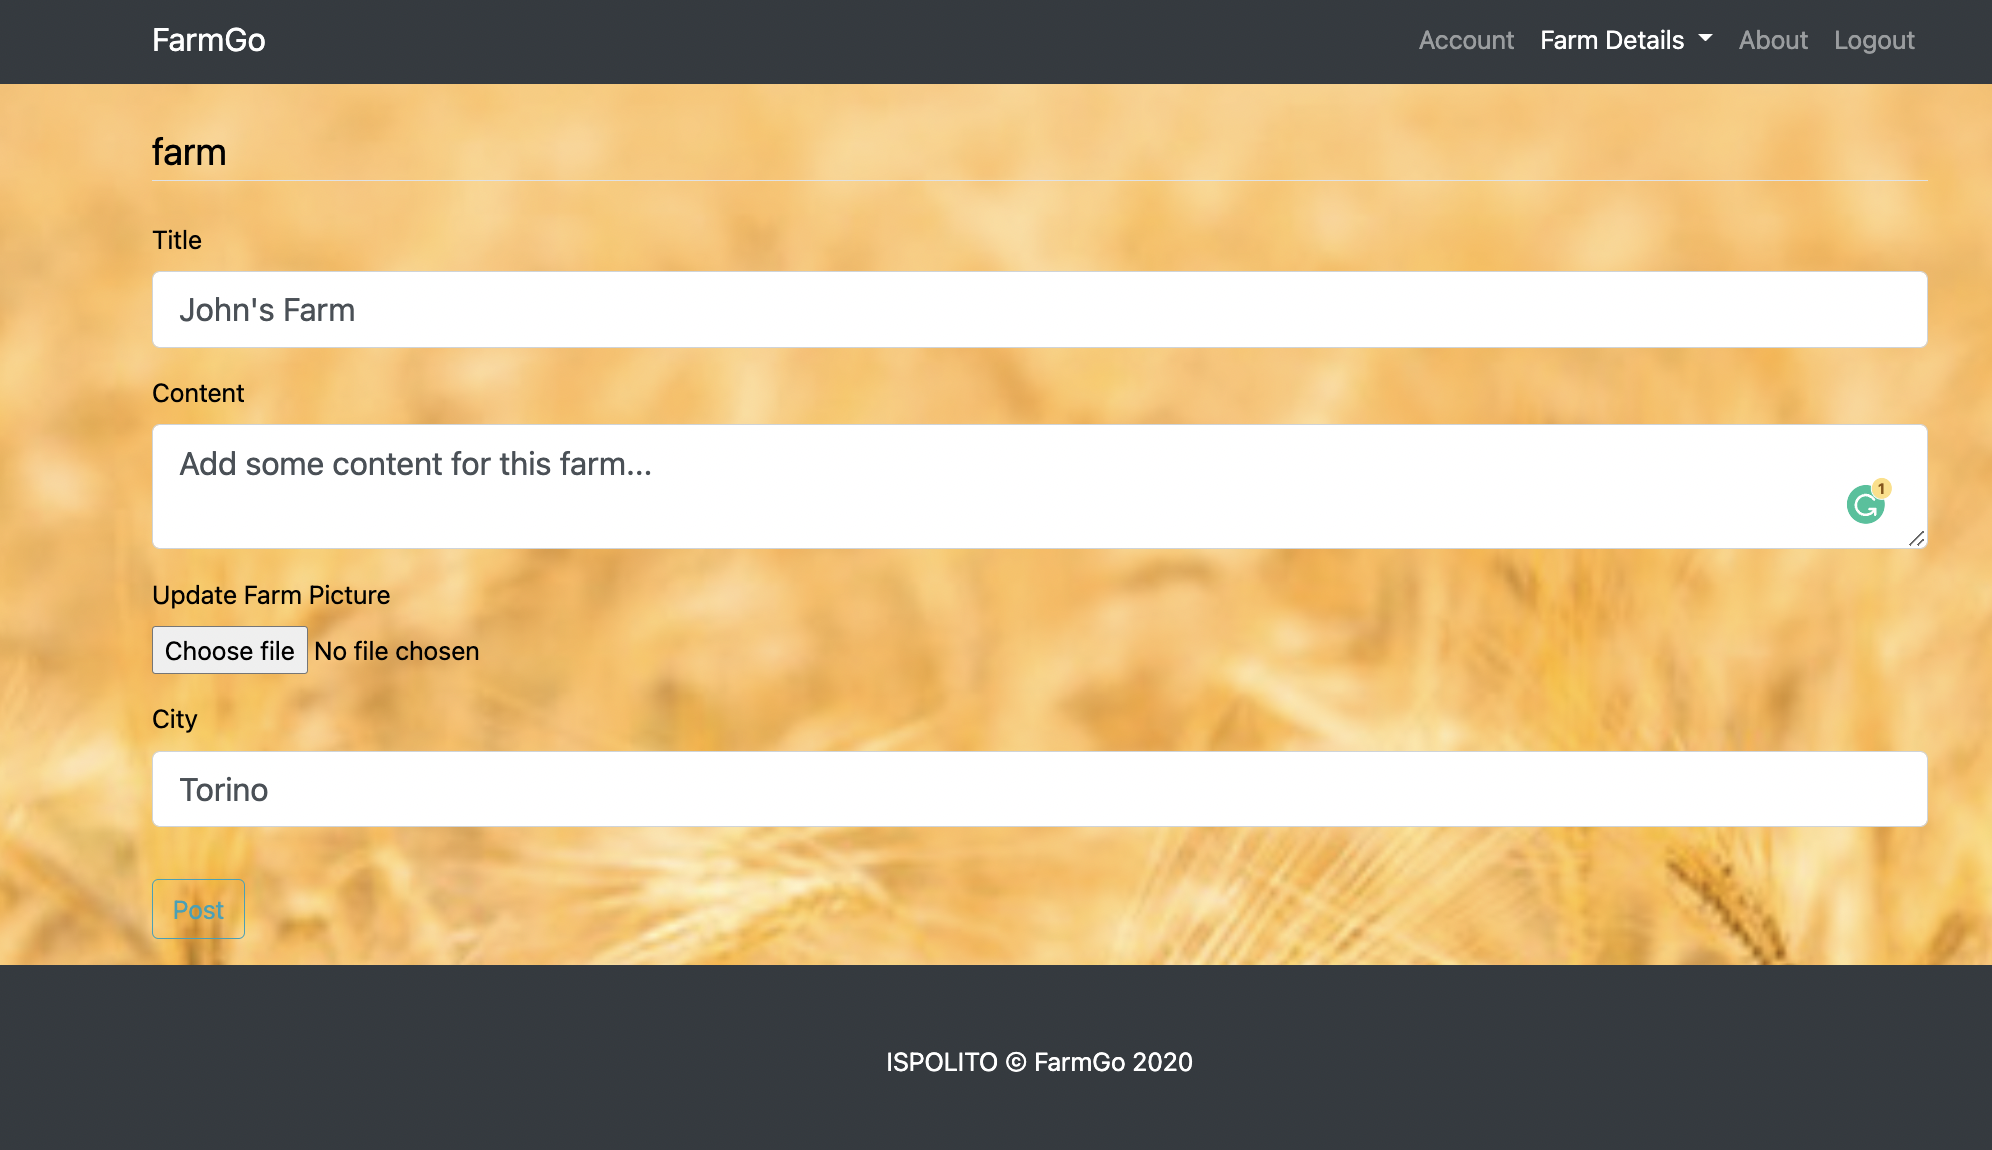 FarmGo
Account Farm Details About Logout
farm
Title
John's Farm
Content
Add some content for this farm...
1
Update Farm Picture
Choose file No file chosen
City
Torino
Post
ISPOLITO © FarmGo 2020